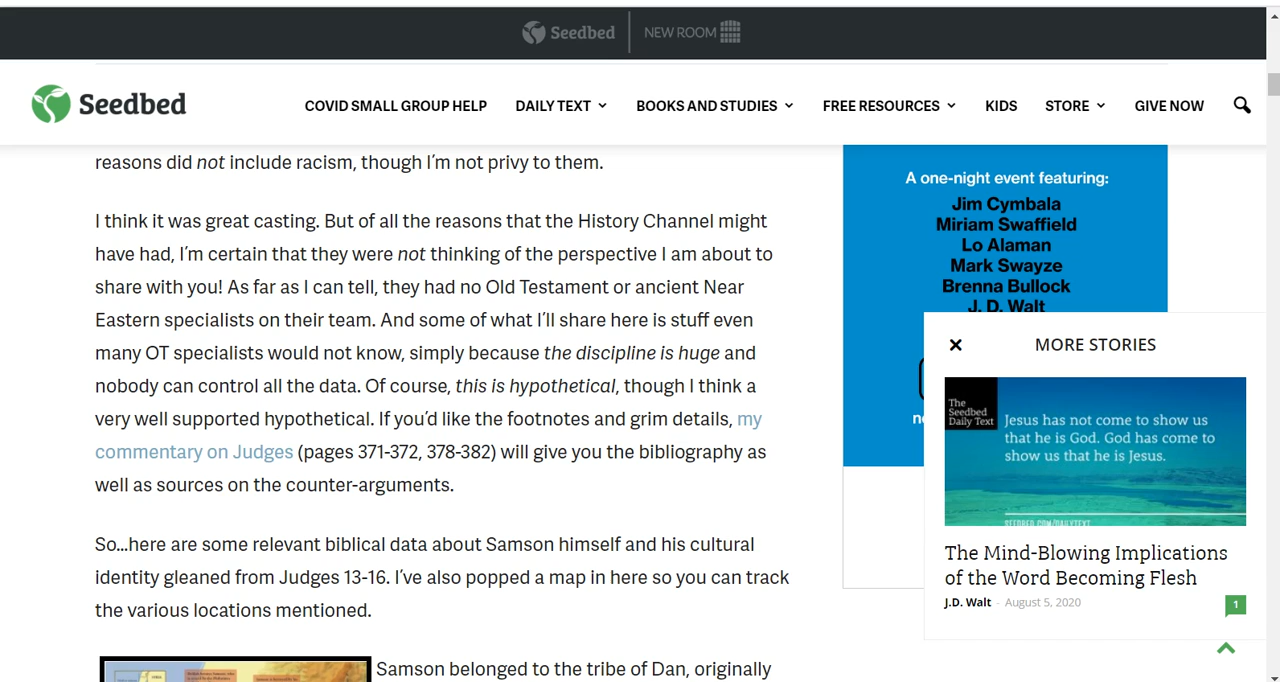 Seedbed
NEW ROOM
Seedbed
COVID SMALL GROUP HELP
DAILY TEXT
BOOKS AND STUDIES
FREE RESOURCES
KIDS
STORE
GIVE NOW
reasons did not include racism, though I'm not privy to them.
I think it was great casting. But of all the reasons that the History Channel might
have had, I'm certain that they were not thinking of the perspective I am about to
share with you! As far as I can tell, they had no Old Testament or ancient Near
Eastern specialists on their team. And some of what I'll share here is stuff even
many OT specialists would not know, simply because the discipline is huge and
nobody can control all the data. Of course, this is hypothetical, though I think a
very well supported hypothetical. If you'd like the footnotes and grim details, my
commentary on Judges (pages 371-372, 378-382) will give you the bibliography as
well as sources on the counter-arguments.
So...here are some relevant biblical data about Samson himself and his cultural
identity gleaned from Judges 13-16. I've also popped a map in here so you can track
the various locations mentioned.
Samson belonged to the tribe of Dan, originally
A one-night event featuring:
Jim Cymbala
Miriam Swaffield
Lo Alaman
Mark Swayze
Brenna Bullock
J. D. Walt
MORE STORIES
The
Seedbed
Daily Text
Jesus has not come to show us
that he is God. God has come to
show us that he is Jesus.
SEEDBED.COM/DAILYTEXT
The Mind-Blowing Implications
of the Word Becoming Flesh
J.D. Walt - August 5, 2020
1